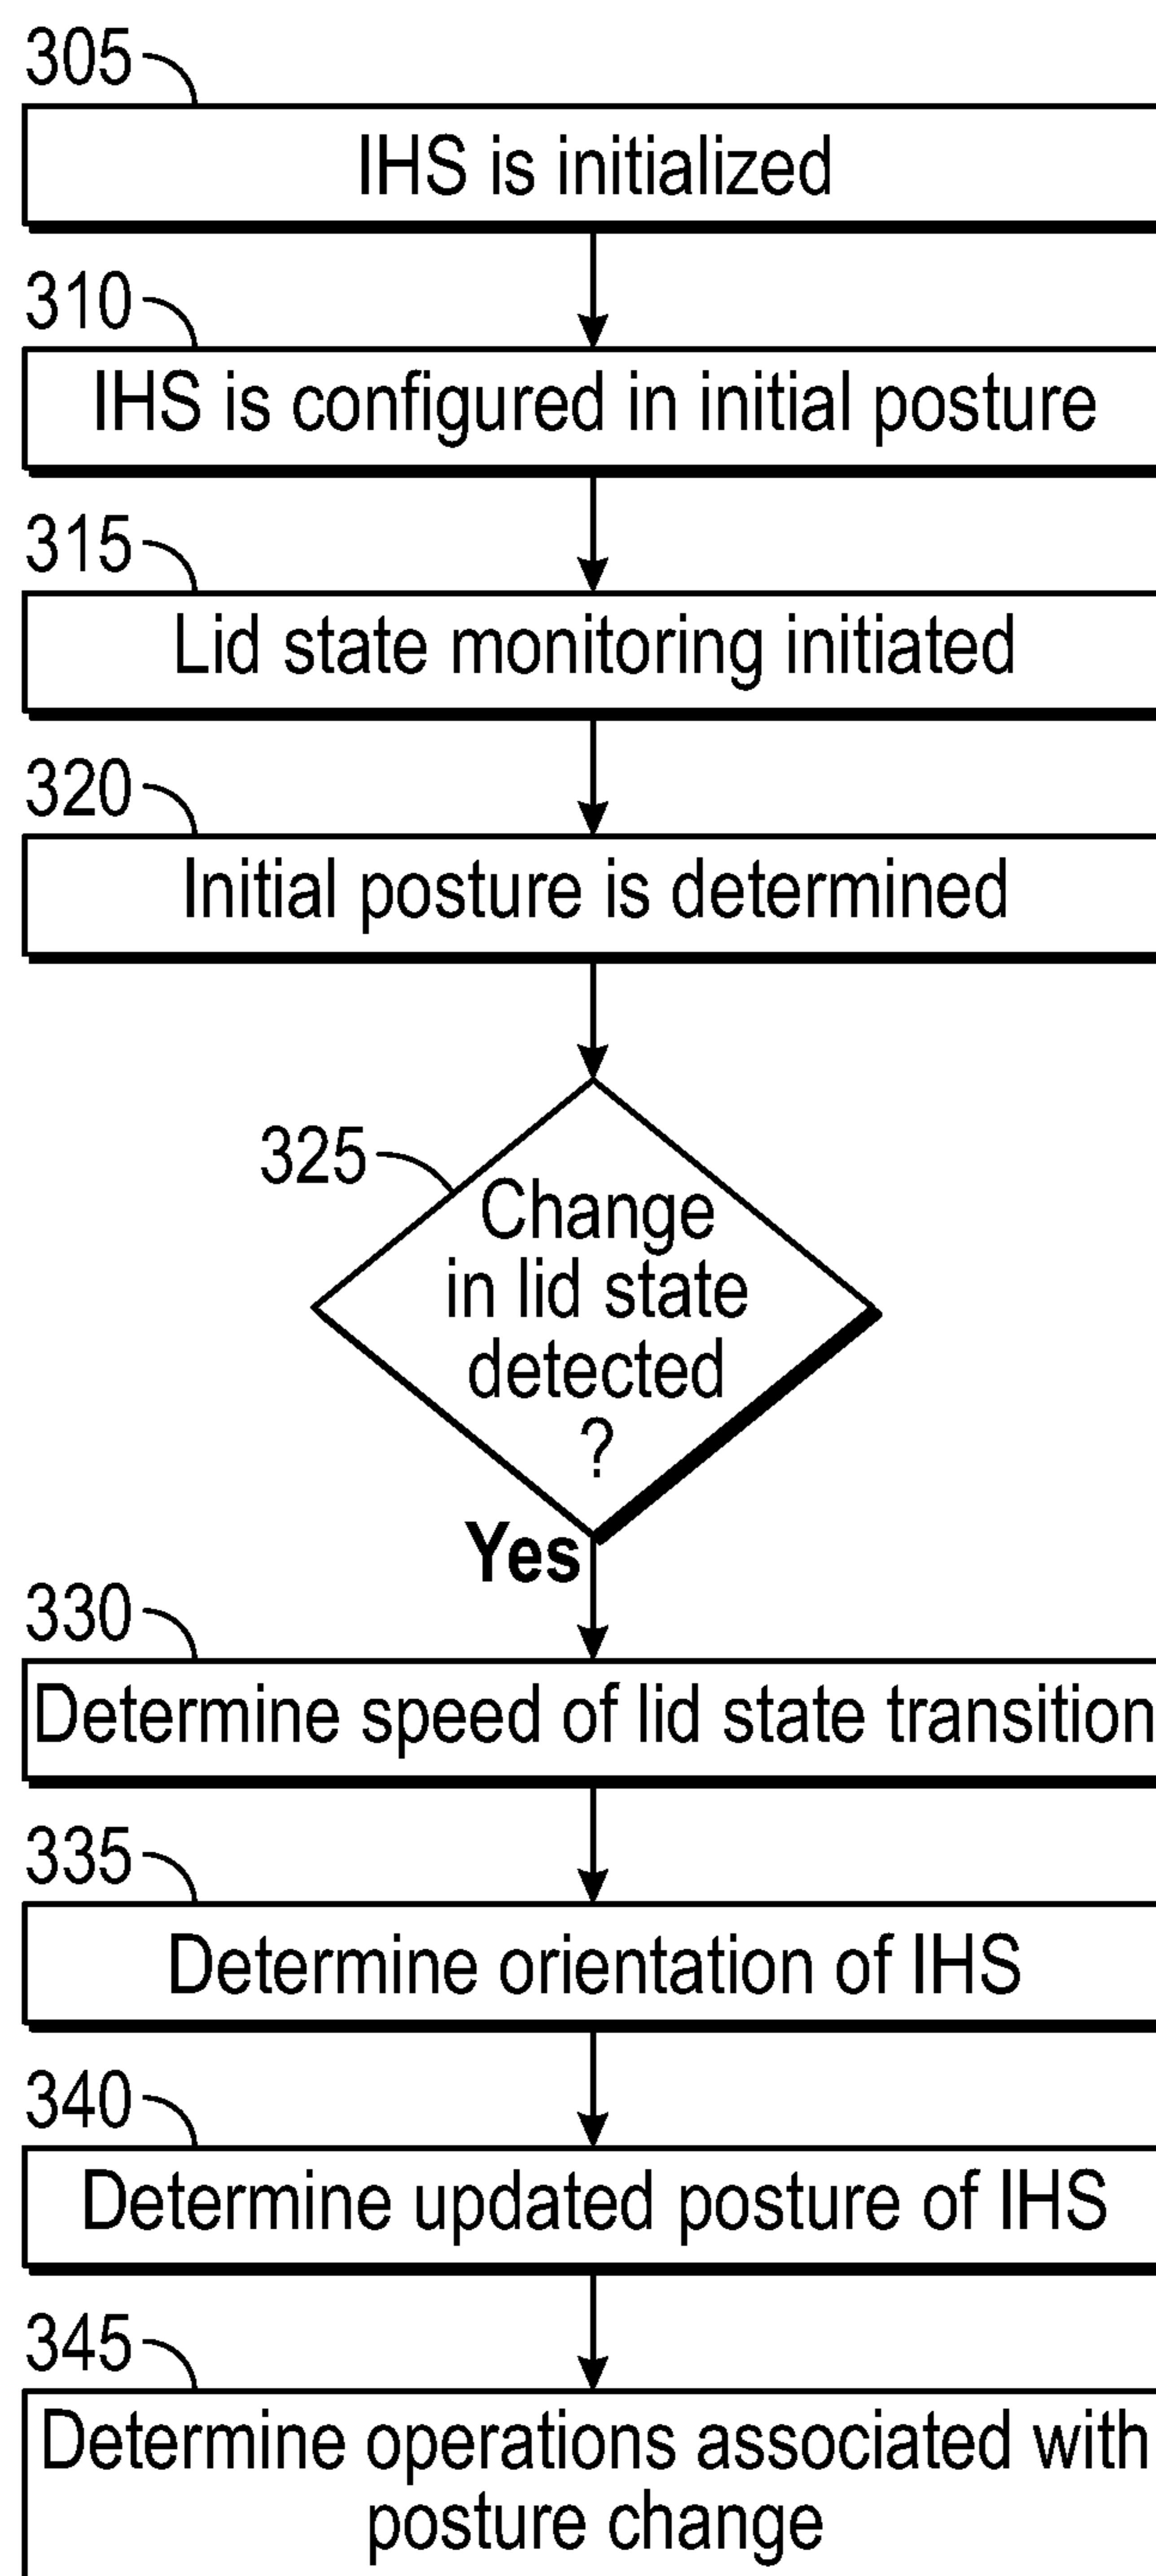 305
IHS is initialized
310
IHS is configured in initial posture
315
Lid state monitoring initiated
320
Initial posture is determined
325
Change
in lid state
detected
?
Yes
330
Determine speed of lid state transition
335
Determine orientation of IHS
340
Determine updated posture of IHS
345
Determine operations associated with
posture change